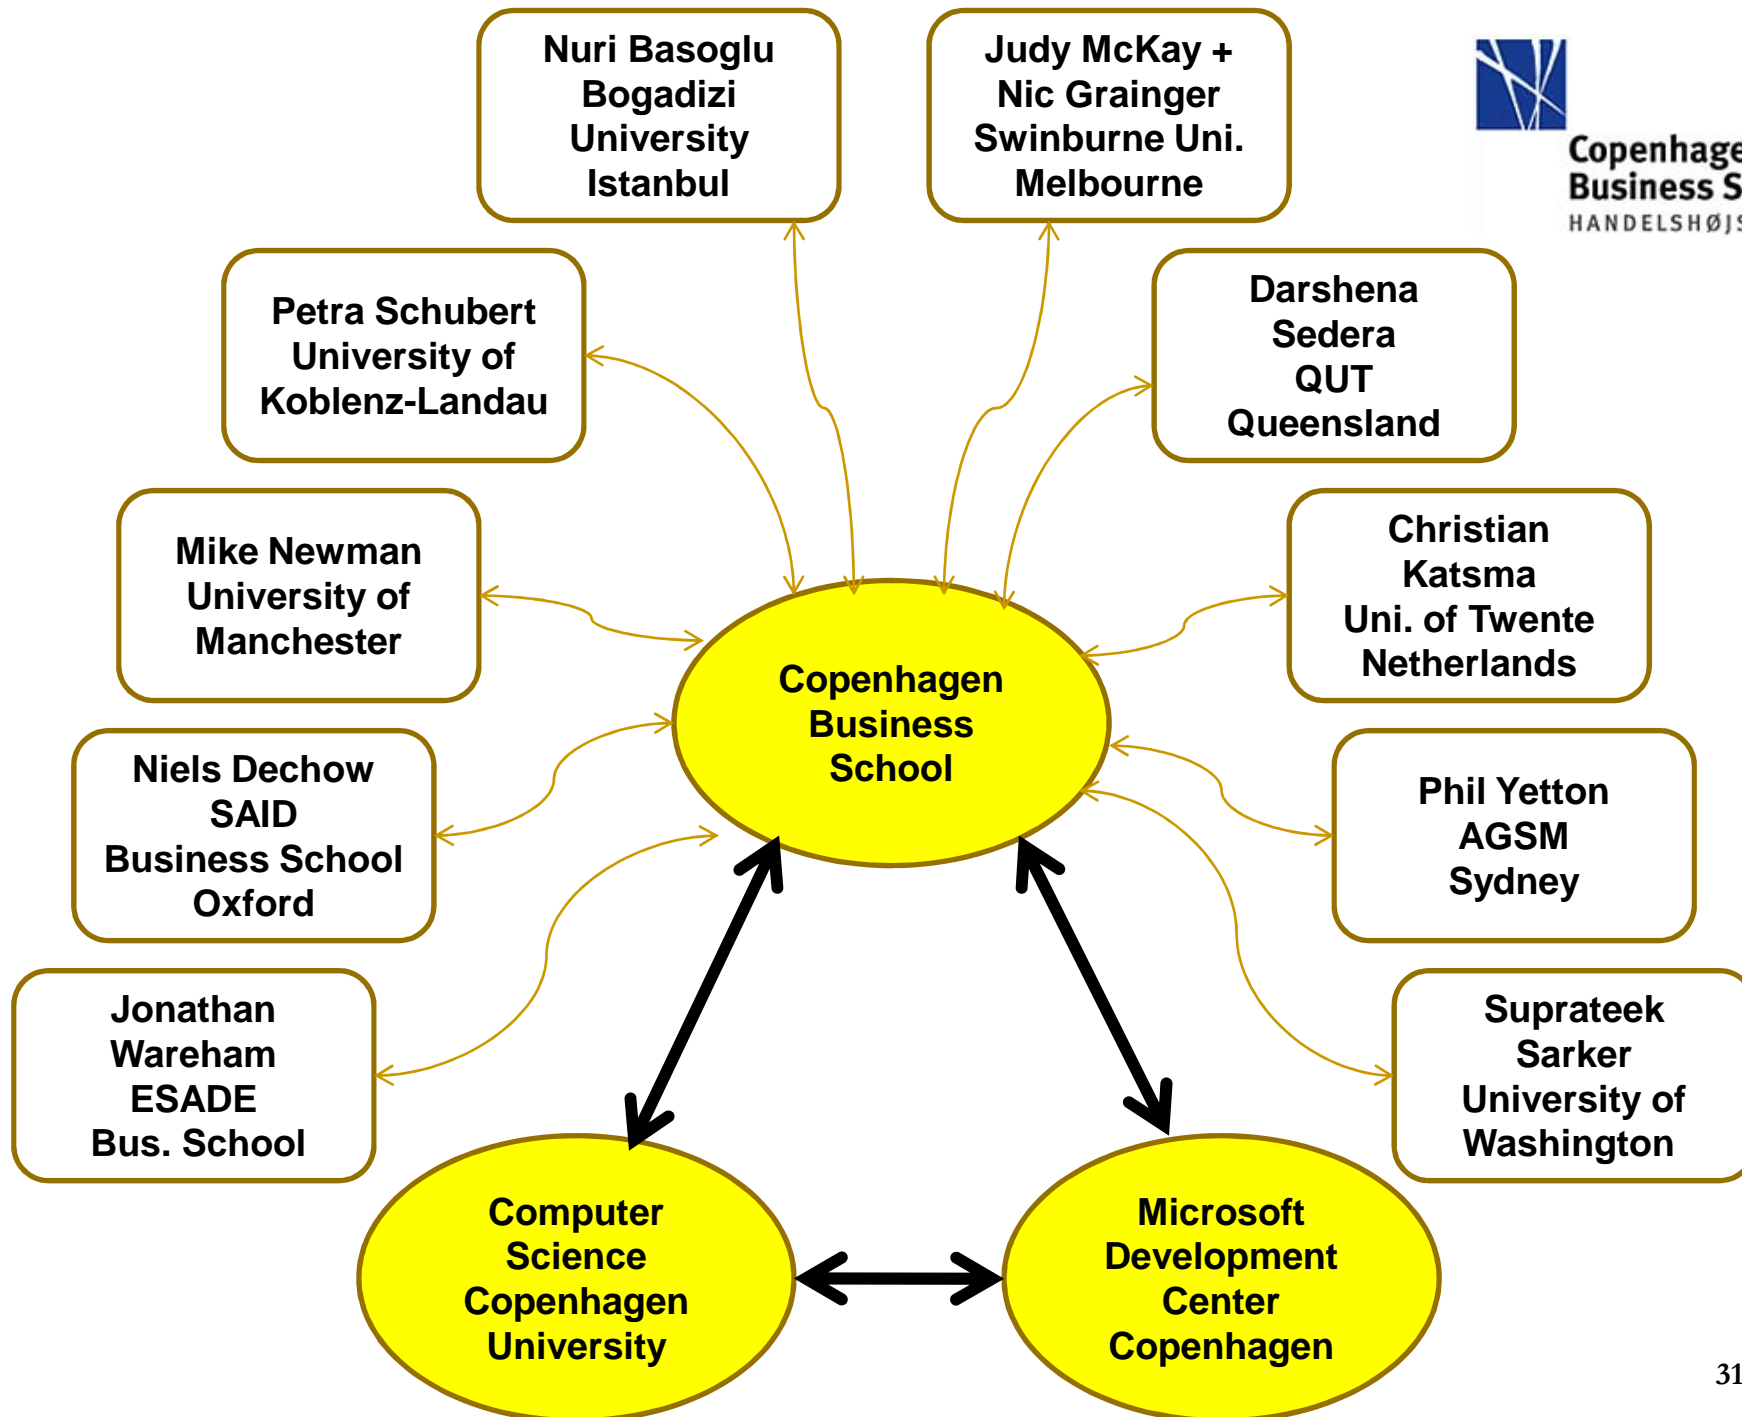 Nuri Basoglu
Bogadizi
University
Istanbul
Judy McKay +
Nic Grainger
Swinburne Uni.
Melbourne
Copenhage
Business S
HANDELSHØJS
Petra Schubert
University of
Koblenz-Landau
Darshena
Sedera
QUT
Queensland
Mike Newman
University of
Manchester
Christian
Katsma
Uni. of Twente
Netherlands
Copenhagen
Business
School
Niels Dechow
SAID
Business School
Oxford
Phil Yetton
AGSM
Sydney
Jonathan
Wareham
ESADE
Bus. School
Suprateek
Sarker
University of
Washington
Computer
Science
Copenhagen
University
Microsoft
Development
Center
Copenhagen
31